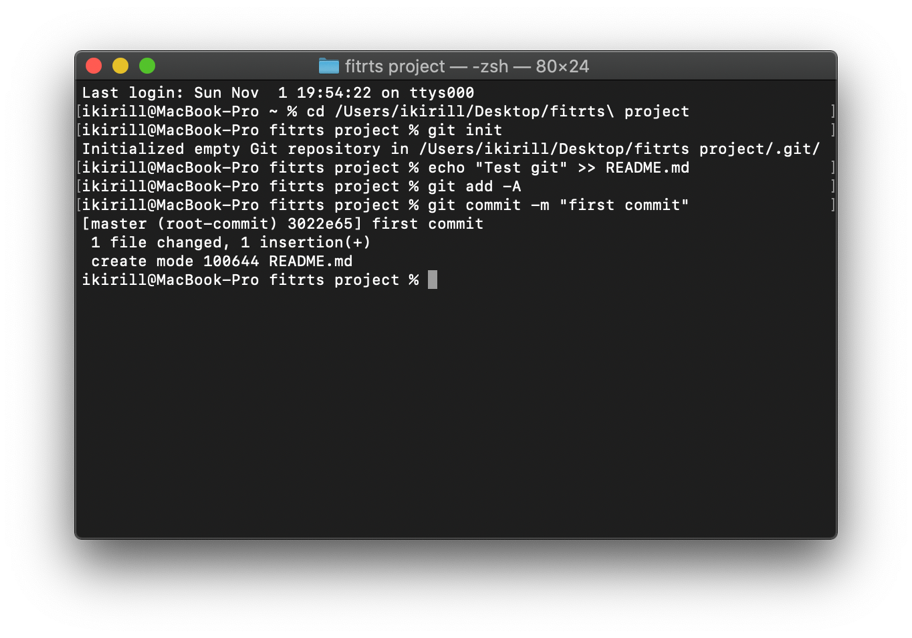 fitrts project — -zsh — 80×24
Last login: Sun Nov  1 19:54:22 on ttys000
[ikirill@MacBook-Pro ~ % cd /Users/ikirill/Desktop/fitrts\ project ]
[ikirill@MacBook-Pro fitrts project % git init ]
Initialized empty Git repository in /Users/ikirill/Desktop/fitrts project/.git/
[ikirill@MacBook-Pro fitrts project % echo "Test git" >> README.md ]
[ikirill@MacBook-Pro fitrts project % git add -A ]
[ikirill@MacBook-Pro fitrts project % git commit -m "first commit" ]
[master (root-commit) 3022e65] first commit
 1 file changed, 1 insertion(+)
 create mode 100644 README.md
ikirill@MacBook-Pro fitrts project %